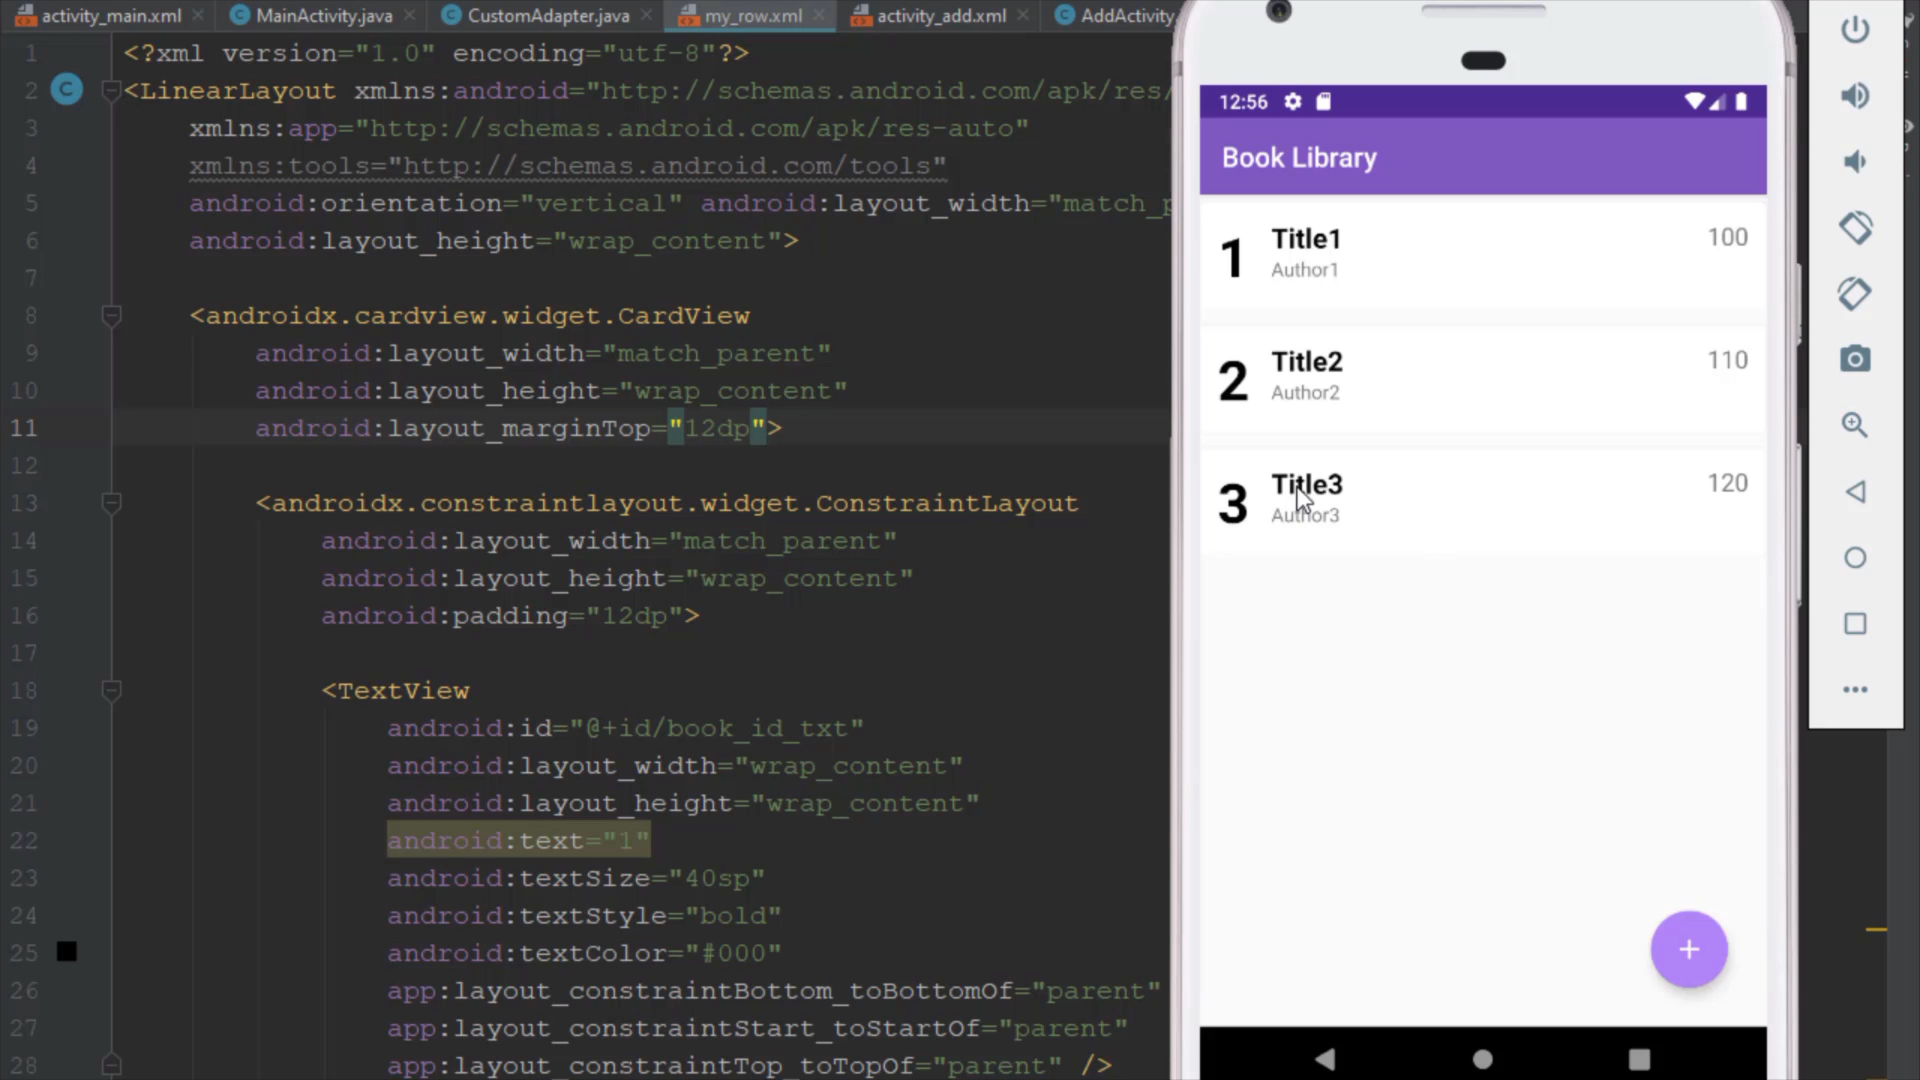 activity_main.xml MainActivity.java CustomAdapter.java my_row.xml activity_add.xml AddActivity.
1 <?xml version="1.0" encoding="utf-8"?>
2 <LinearLayout xmlns:android="http://schemas.android.com/apk/res/
3 xmlns:app="http://schemas.android.com/apk/res-auto"
4 xmlns:tools="http://schemas.android.com/tools"
5 android:orientation="vertical" android:layout_width="match_p
6 android:layout_height="wrap_content">
7
8 <androidx.cardview.widget.CardView
9 android:layout_width="match_parent"
10 android:layout_height="wrap_content"
11 android:layout_marginTop="12dp">
12
13 <androidx.constraintlayout.widget.ConstraintLayout
14 android:layout_width="match_parent"
15 android:layout_height="wrap_content"
16 android:padding="12dp">
17
18 <TextView
19 android:id="@+id/book_id_txt"
20 android:layout_width="wrap_content"
21 android:layout_height="wrap_content"
22 android:text="1"
23 android:textSize="40sp"
24 android:textStyle="bold"
25 android:textColor="#000"
26 app:layout_constraintBottom_toBottomOf="parent"
27 app:layout_constraintStart_toStartOf="parent"
28 app:layout_constraintTop_toTopOf="parent" />
12:56
Book Library
1 Title1 100
Author1
2 Title2 110
Author2
3 Title3 120
Author3